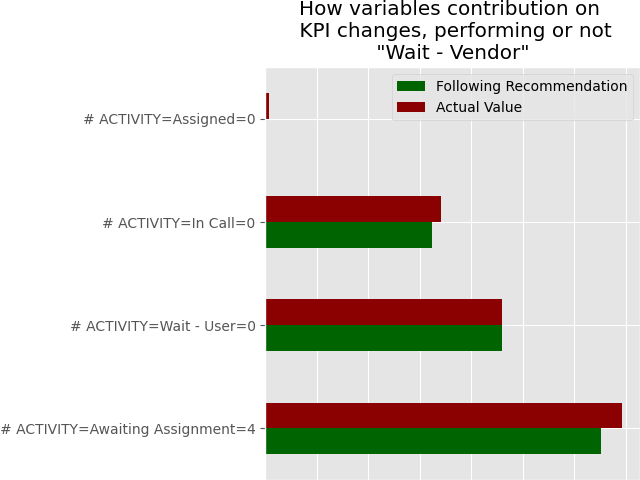 How variables contribution on
KPI changes, performing or not
"Wait - Vendor"
Following Recommendation
Actual Value
# ACTIVITY=Assigned=0
# ACTIVITY=In Call=0
# ACTIVITY=Wait - User=0
# ACTIVITY=Awaiting Assignment=4